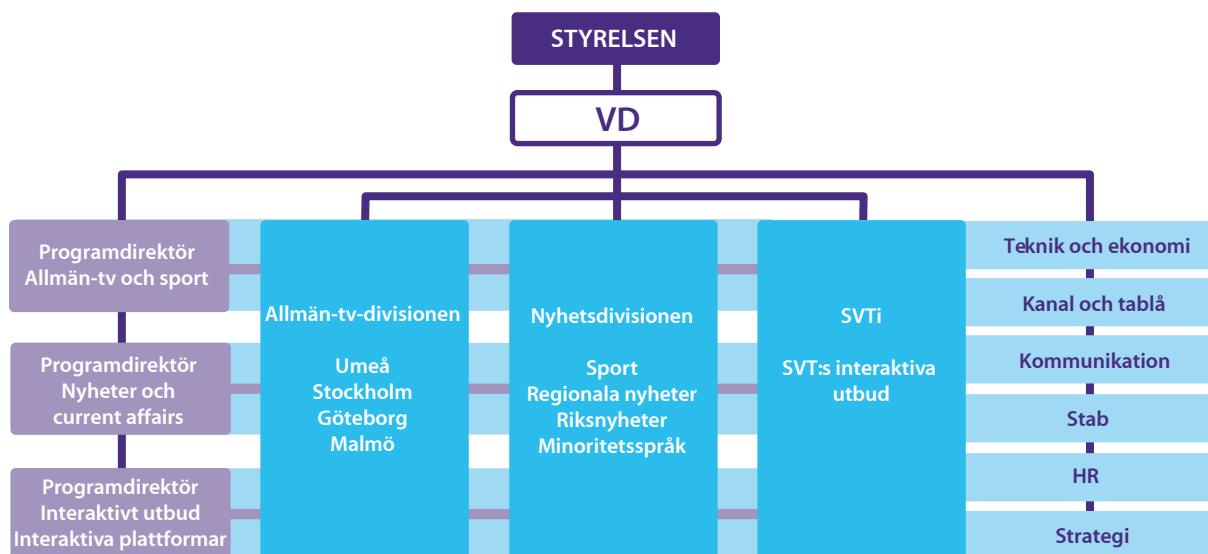 STYRELSEN
VD
Programdirektör
Allmän-tv och sport
Programdirektör
Nyheter och
current affairs
Programdirektör
Interaktivt utbud
Interaktiva plattformar
Allmän-tv-divisionen
Umeå
Stockholm
Göteborg
Malmö
Nyhetsdivisionen
Sport
Regionala nyheter
Riksnyheter
Minoritetsspråk
SVTi
SVT:s interaktiva
utbud
Teknik och ekonomi
Kanal och tablå
Kommunikation
Stab
HR
Strategi